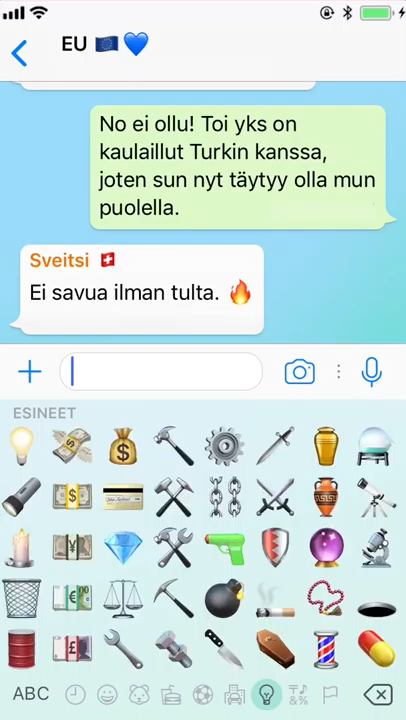 EU 🇪🇺💙
No ei ollu! Toi yks on
kaulaillut Turkin kanssa,
joten sun nyt täytyy olla mun
puolella.
Sveitsi 🇨🇭
Ei savua ilman tulta. 🔥
ESINEET
ABC